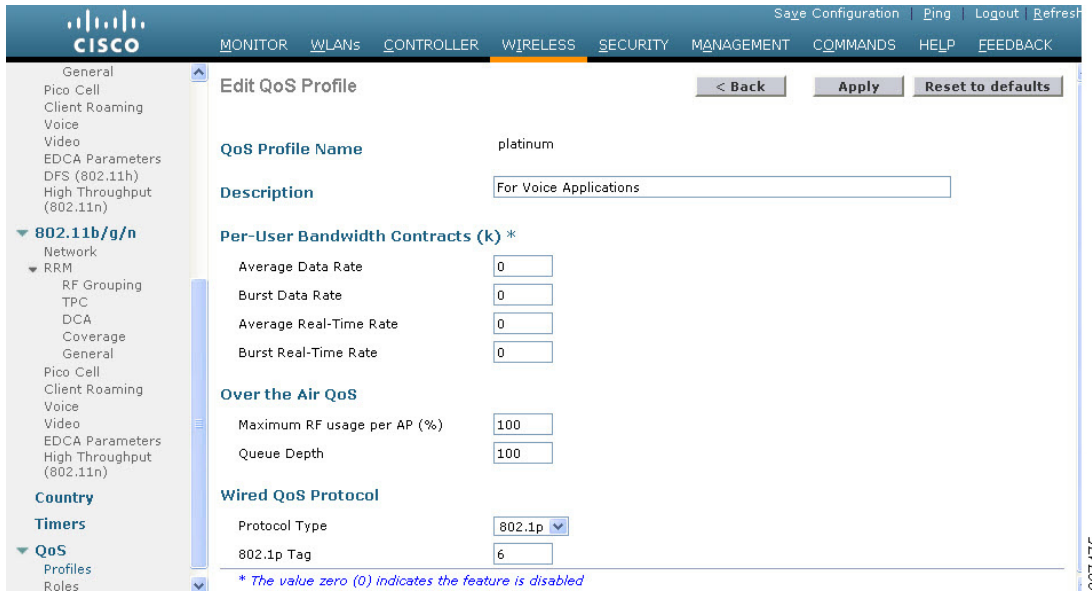 Save Configuration | Ping | Logout | Refresh
CISCO
MONITOR WLANs CONTROLLER WIRELESS SECURITY MANAGEMENT COMMANDS HELP FEEDBACK
General
Pico Cell
Client Roaming
Voice
Video
EDCA Parameters
DFS (802.11h)
High Throughput
(802.11n)
802.11b/g/n
Network
RRM
RF Grouping
TPC
DCA
Coverage
General
Pico Cell
Client Roaming
Voice
Video
EDCA Parameters
High Throughput
(802.11n)
Country
Timers
QoS
Profiles
Roles
Edit QoS Profile
< Back Apply Reset to defaults
QoS Profile Name platinum
Description For Voice Applications
Per-User Bandwidth Contracts (k) *
Average Data Rate 0
Burst Data Rate 0
Average Real-Time Rate 0
Burst Real-Time Rate 0
Over the Air QoS
Maximum RF usage per AP (%) 100
Queue Depth 100
Wired QoS Protocol
Protocol Type 802.1p
802.1p Tag 6
* The value zero (0) indicates the feature is disabled